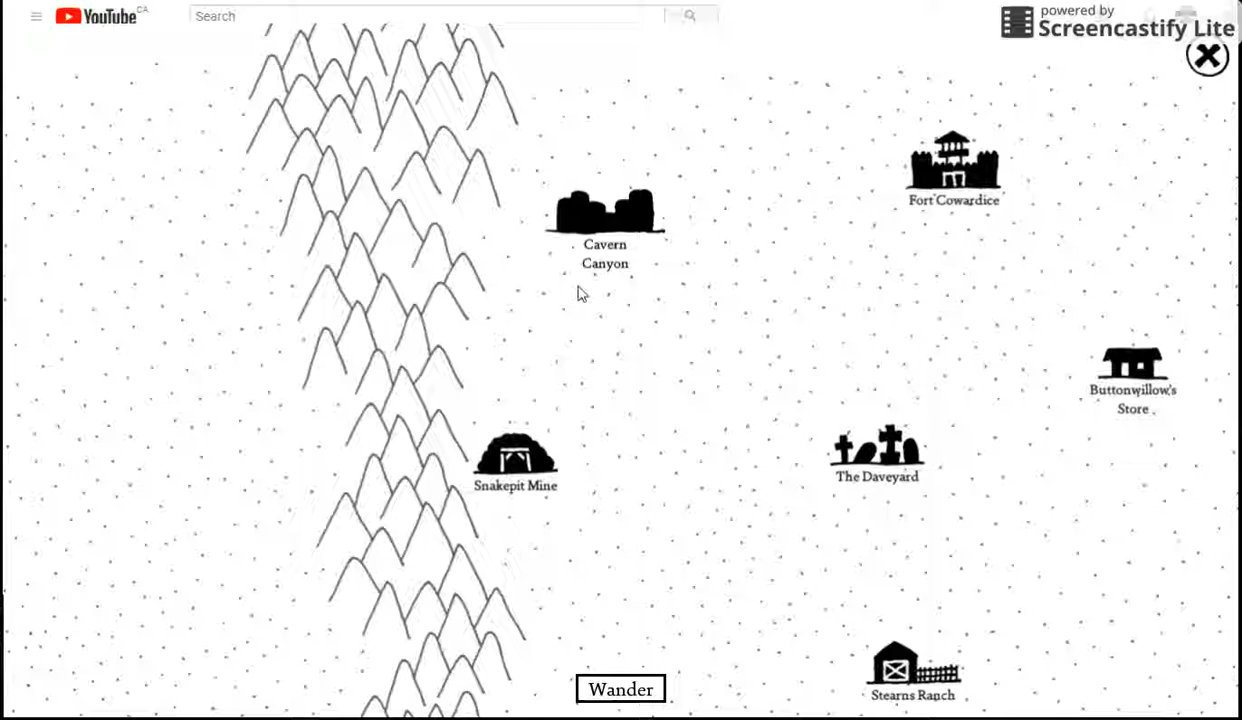 YouTube CA
Search
powered by
Screencastify Lite
Fort Cowardice
Cavern
Canyon
Buttonwillow's
Store
The Daveyard
Snakepit Mine
Wander
Stearns Ranch